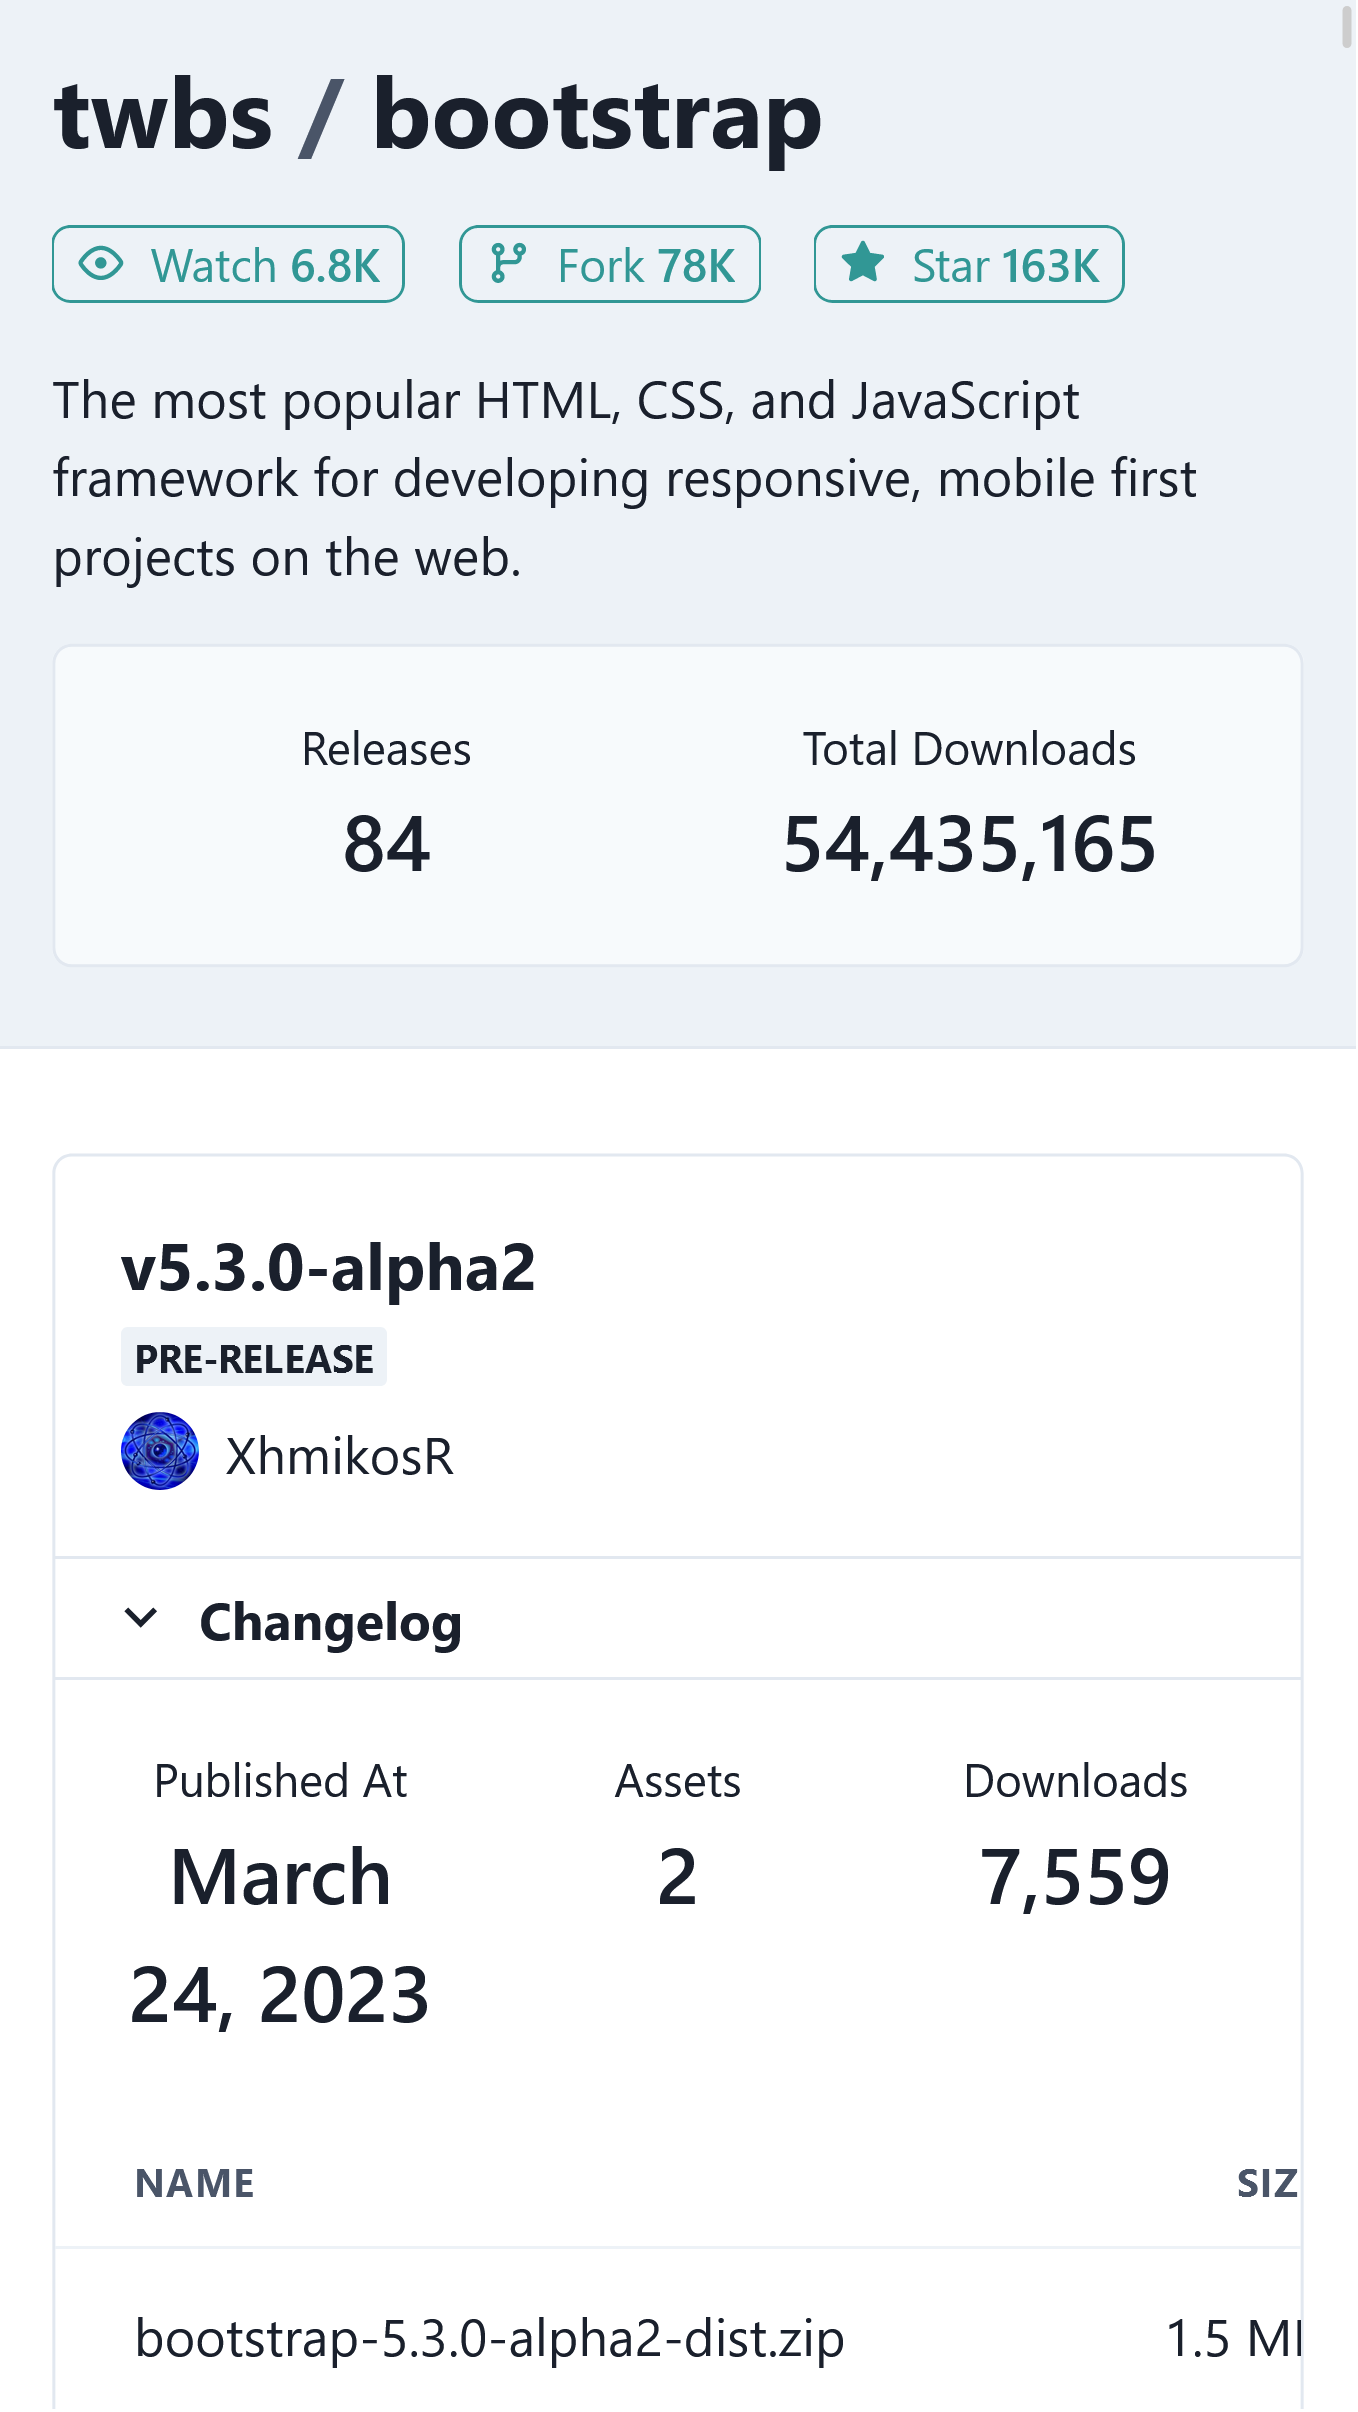 twbs / bootstrap
Watch 6.8K Fork 78K Star 163K
The most popular HTML, CSS, and JavaScript
framework for developing responsive, mobile first
projects on the web.
Releases Total Downloads
84 54,435,165
v5.3.0-alpha2
PRE-RELEASE
XhmikosR
Changelog
Published At Assets Downloads
March 2 7,559
24, 2023
NAME SIZ
bootstrap-5.3.0-alpha2-dist.zip 1.5 M